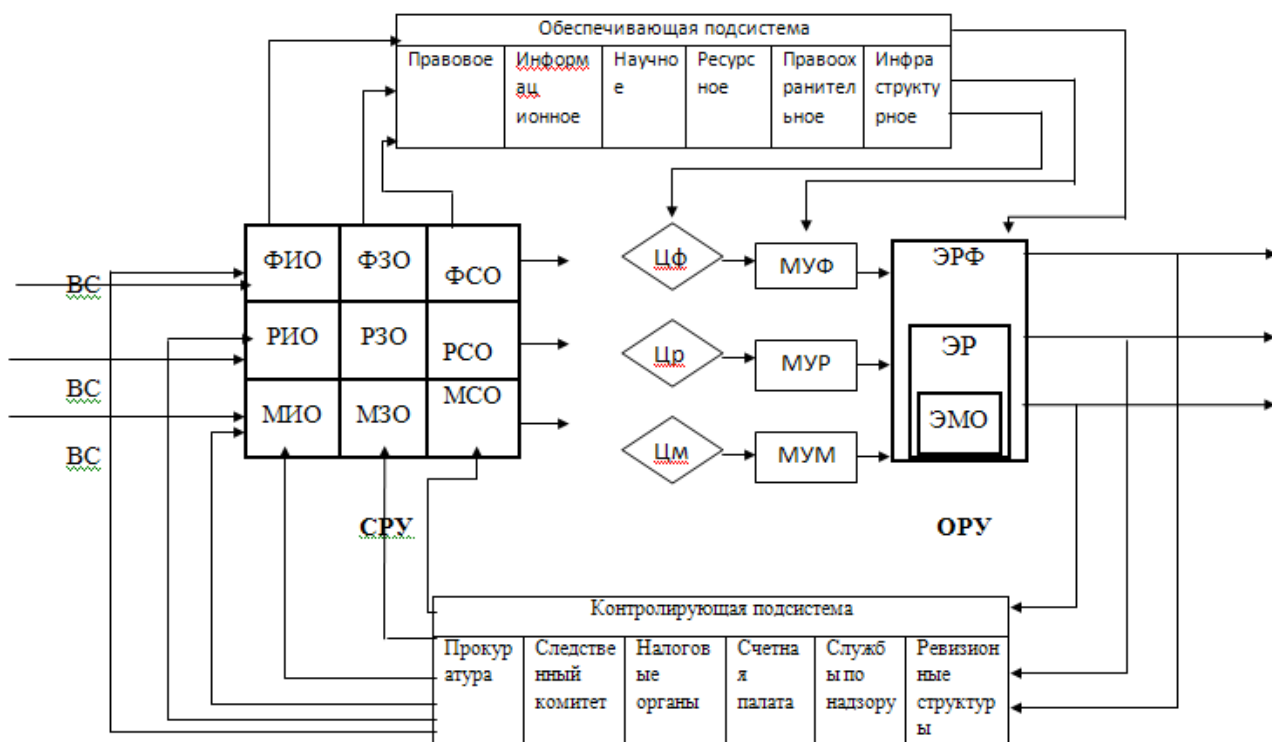 Обеспечивающая подсистема
Правовое
Информ
ац
ионное
Научно
е
Ресурс
ное
Правоох
ранител
ьное
Инфра
структу
рное
ФИО
ФЗО
ФСО
РИО
РЗО
РСО
МИО
МЗО
МСО
ВС
ВС
ВС
Цф
МУФ
Цр
МУР
Цм
МУМ
ЭРФ
ЭР
ЭМО
СРУ
ОРУ
Контролирующая подсистема
Прокур
атура
Следстве
нный
комитет
Налогов
ые
органы
Счетна
я
палата
Служб
ы по
надзору
Ревизион
ные
структур
ы